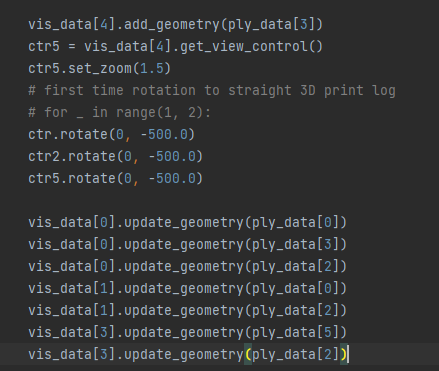 vis_data[4].add_geometry(ply_data[3])
ctr5 = vis_data[4].get_view_control()
ctr5.set_zoom(1.5)
# first time rotation to straight 3D print log
# for _ in range(1, 2):
ctr.rotate(0, -500.0)
ctr2.rotate(0, -500.0)
ctr5.rotate(0, -500.0)
vis_data[0].update_geometry(ply_data[0])
vis_data[0].update_geometry(ply_data[3])
vis_data[0].update_geometry(ply_data[2])
vis_data[1].update_geometry(ply_data[0])
vis_data[1].update_geometry(ply_data[2])
vis_data[3].update_geometry(ply_data[5])
vis_data[3].update_geometry(ply_data[2])